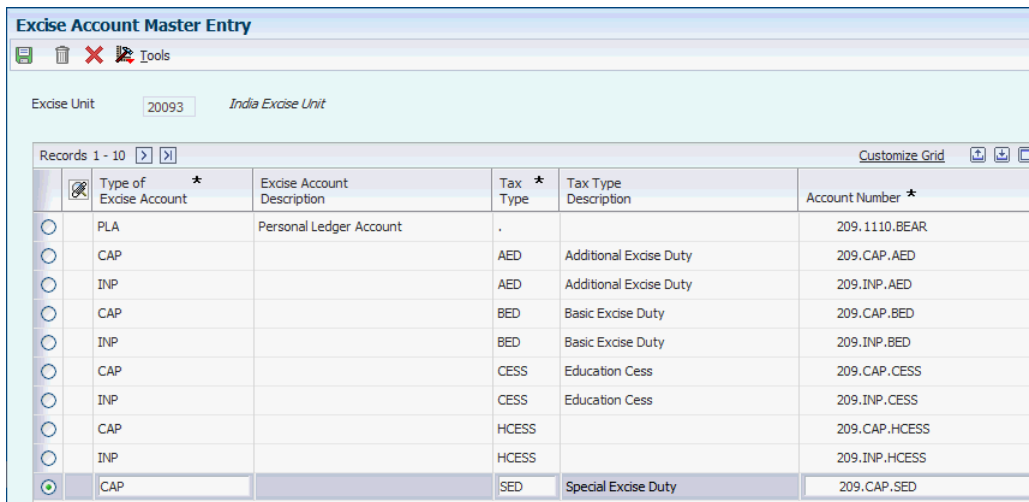 Excise Account Master Entry
Tools
Excise Unit 20093 India Excise Unit
Records 1 - 10 Customize Grid
Type of Excise Account * Excise Account Description Tax Type * Tax Type Description Account Number *
PLA Personal Ledger Account . 209.1110.BEAR
CAP AED Additional Excise Duty 209.CAP.AED
INP AED Additional Excise Duty 209.INP.AED
CAP BED Basic Excise Duty 209.CAP.BED
INP BED Basic Excise Duty 209.INP.BED
CAP CESS Education Cess 209.CAP.CESS
INP CESS Education Cess 209.INP.CESS
CAP HCESS 209.CAP.HCESS
INP HCESS 209.INP.HCESS
CAP SED Special Excise Duty 209.CAP.SED